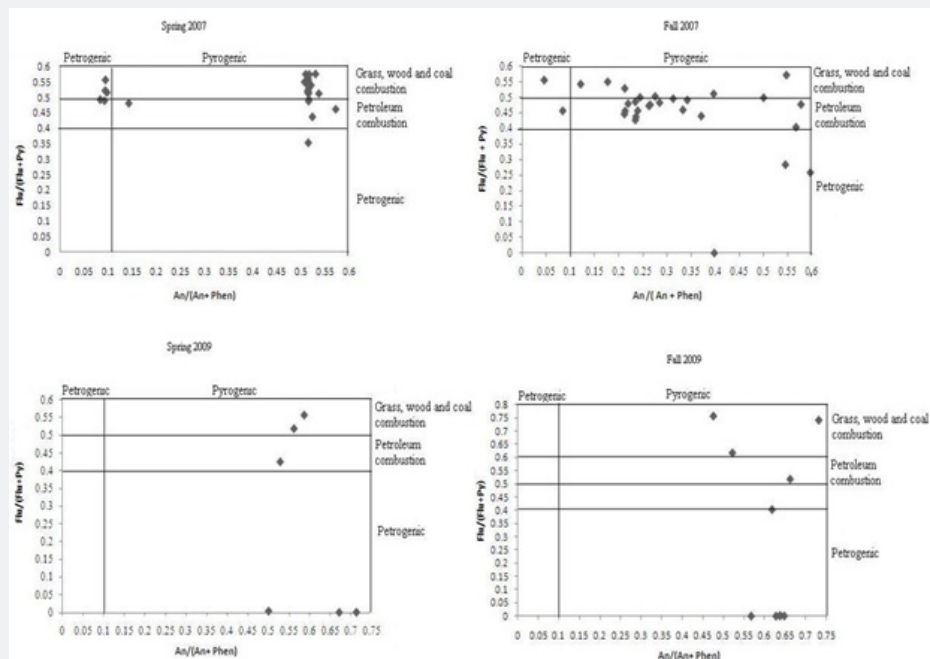 Spring 2007
Petrogenic Pyrogenic
Grass, wood and coal
combustion
Petroleum
combustion
Petrogenic
Flu/(Flu+Py)
0.6
0.55
0.5
0.45
0.4
0.35
0.3
0.25
0.2
0.15
0.1
0.05
0
0 0.05 0.1 0.15 0.2 0.25 0.3 0.35 0.4 0.45 0.5 0.55 0.6
An/(An+ Phen)
Fall 2007
Petrogenic Pyrogenic
Grass, wood and coal
combustion
Petroleum
combustion
Petrogenic
Flu/(Flu + Py)
0.6
0.55
0.5
0.45
0.4
0.35
0.3
0.25
0.2
0.15
0.1
0.05
0
0 0.05 0.1 0.15 0.2 0.25 0.3 0.35 0.4 0.45 0.5 0.55 0.6
An/( An + Phen)
Spring 2009
Petrogenic Pyrogenic
Grass, wood and coal
combustion
Petroleum
combustion
Petrogenic
Flu/(Flu+Py)
0.6
0.55
0.5
0.45
0.4
0.35
0.3
0.25
0.2
0.15
0.1
0.05
0
0 0.05 0.1 0.15 0.2 0.25 0.3 0.35 0.4 0.45 0.5 0.55 0.6 0.65 0.7 0.75
An/(An+ Phen)
Fall 2009
Petrogenic Pyrogenic
Grass, wood and coal
combustion
Petroleum
combustion
Petrogenic
Flu/(Flu+Py)
0.8
0.75
0.7
0.65
0.6
0.55
0.5
0.45
0.4
0.35
0.3
0.25
0.2
0.15
0.1
0.05
0
0 0.05 0.1 0.15 0.2 0.25 0.3 0.35 0.4 0.45 0.5 0.55 0.6 0.65 0.7 0.75
An/(An+ Phen)